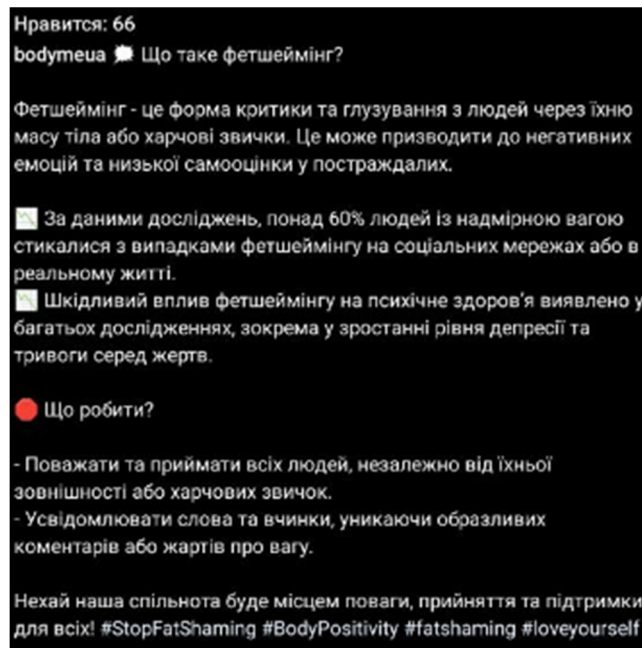 Нравится: 66
bodymeua 💭 Що таке фетшеймінг?
Фетшеймінг - це форма критики та глузування з людей через їхню
масу тіла або харчові звички. Це може призводити до негативних
емоцій та низької самооцінки у постраждалих.
📉 За даними досліджень, понад 60% людей із надмірною вагою
стикалися з випадками фетшеймінгу на соціальних мережах або в
реальному житті.
📉 Шкідливий вплив фетшеймінгу на психічне здоров'я виявлено у
багатьох дослідженнях, зокрема у зростанні рівня депресії та
тривоги серед жертв.
🛑 Що робити?
- Поважати та приймати всіх людей, незалежно від їхньої
зовнішності або харчових звичок.
- Усвідомлювати слова та вчинки, уникаючи образливих
коментарів або жартів про вагу.
Нехай наша спільнота буде місцем поваги, прийняття та підтримки
для всіх! #StopFatShaming #BodyPositivity #fatshaming #loveyourself